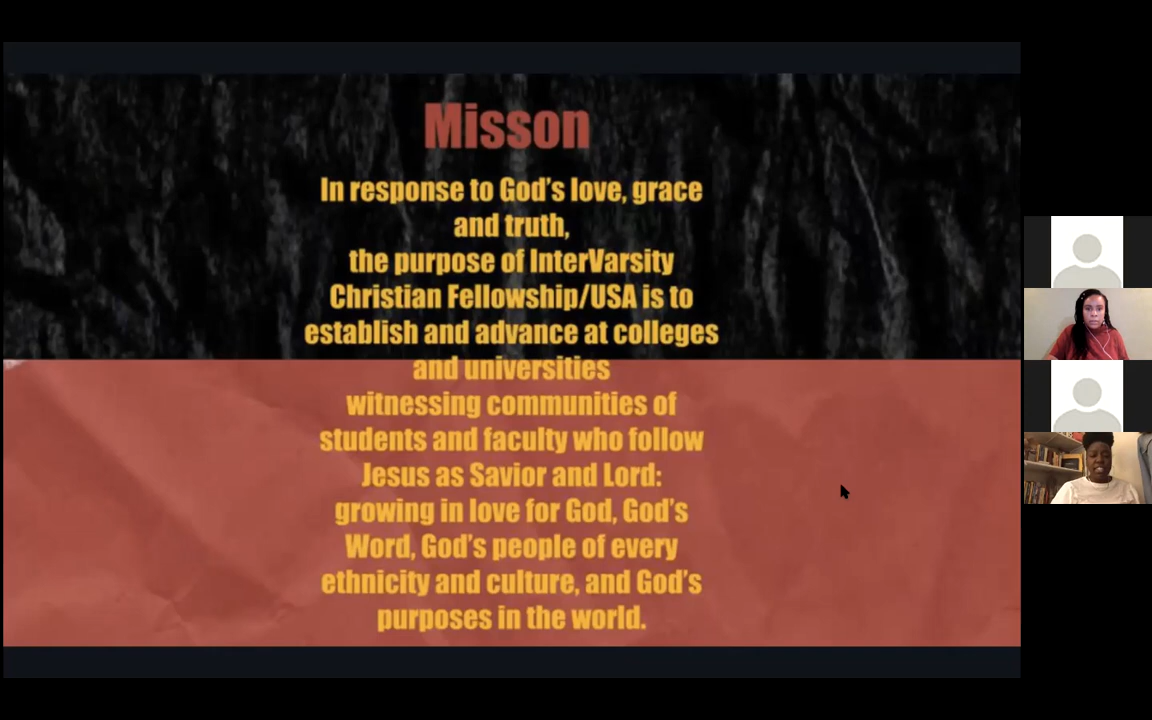 Misson
In response to God's love, grace
and truth,
the purpose of InterVarsity
Christian Fellowship/USA is to
establish and advance at colleges
and universities
witnessing communities of
students and faculty who follow
Jesus as Savior and Lord:
growing in love for God, God's
Word, God's people of every
ethnicity and culture, and God's
purposes in the world.